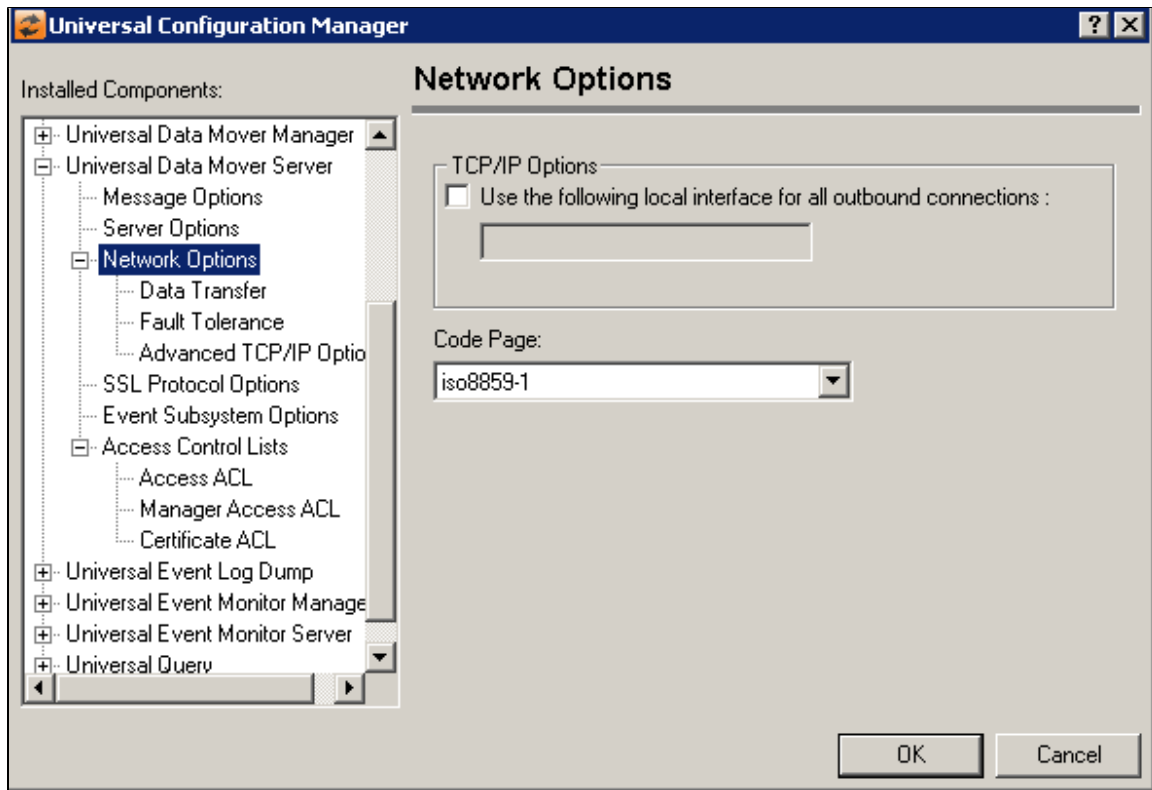 Universal Configuration Manager
Installed Components:
Universal Data Mover Manager
Universal Data Mover Server
Message Options
Server Options
Network Options
Data Transfer
Fault Tolerance
Advanced TCP/IP Optio
SSL Protocol Options
Event Subsystem Options
Access Control Lists
Access ACL
Manager Access ACL
Certificate ACL
Universal Event Log Dump
Universal Event Monitor Manage
Universal Event Monitor Server
Universal Query
Network Options
TCP/IP Options
Use the following local interface for all outbound connections :
Code Page:
iso8859-1
OK
Cancel